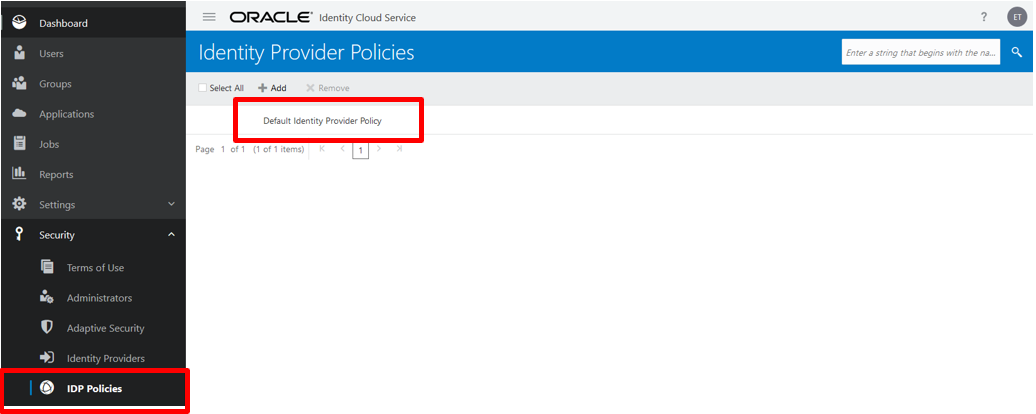 Dashboard
Users
Groups
Applications
Jobs
Reports
Settings
Security
Terms of Use
Administrators
Adaptive Security
Identity Providers
IDP Policies
ORACLE Identity Cloud Service
? ET
Identity Provider Policies
Enter a string that begins with the na...
Select All Add Remove
Default Identity Provider Policy
Page 1 of 1 (1 of 1 items) 1